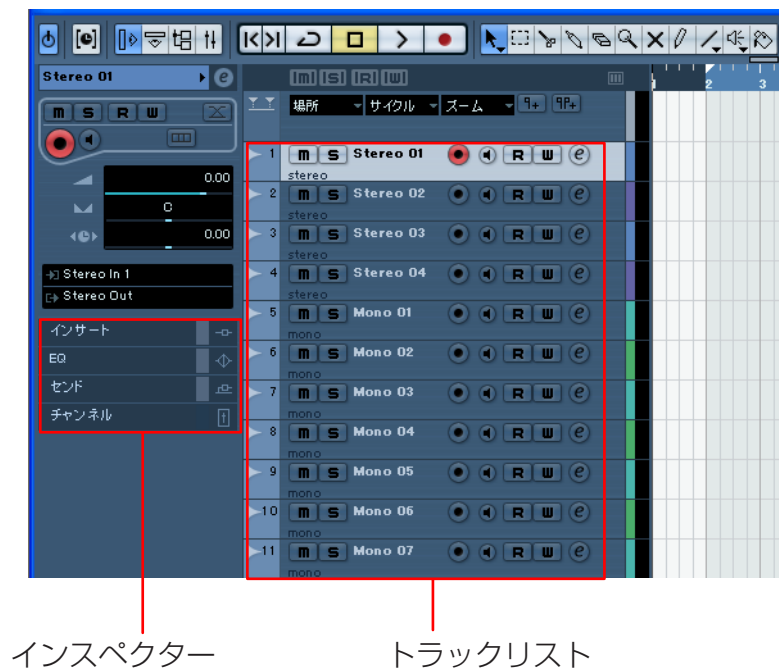 Stereo 01 e
m S R W
0.00
C
0.00
Stereo In 1
Stereo Out
インサート
EQ
センド
チャンネル
m S R W
場所 サイクル ズーム
1 2 3
1 m S Stereo 01 R W e
stereo
2 m S Stereo 02 R W e
stereo
3 m S Stereo 03 R W e
stereo
4 m S Stereo 04 R W e
stereo
5 m S Mono 01 R W e
mono
6 m S Mono 02 R W e
mono
7 m S Mono 03 R W e
mono
8 m S Mono 04 R W e
mono
9 m S Mono 05 R W e
mono
10 m S Mono 06 R W e
mono
11 m S Mono 07 R W e
mono
インスペクター
トラックリスト